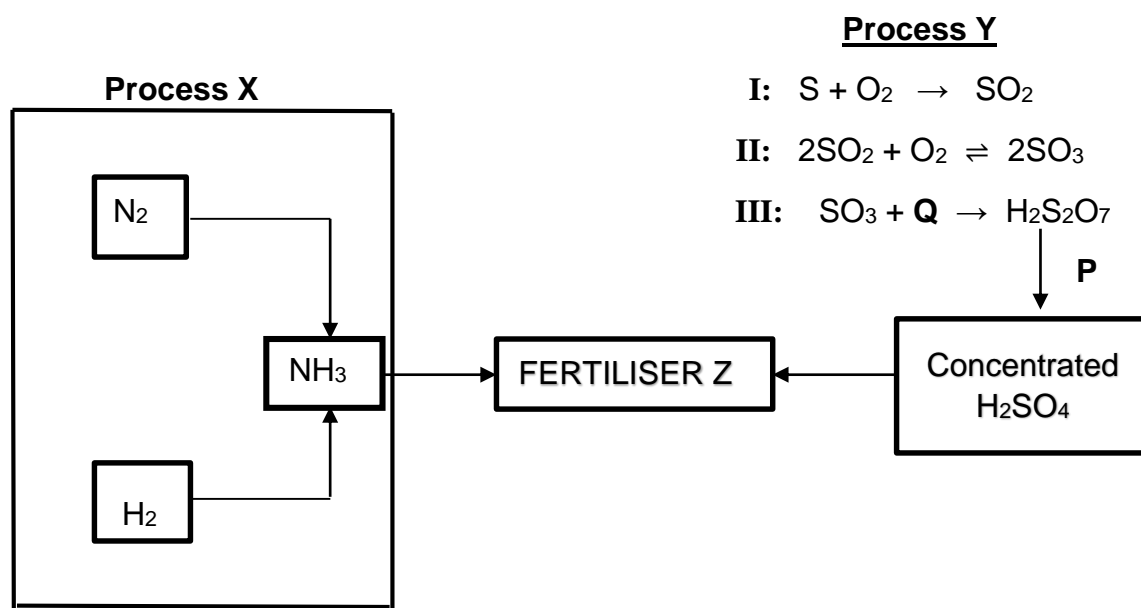 Process X
N₂
NH₃
H₂
FERTILISER Z
Process Y
I: S + O₂ → SO₂
II: 2SO₂ + O₂ ⇌ 2SO₃
III: SO₃ + Q → H₂S₂O₇
P
Concentrated
H₂SO₄